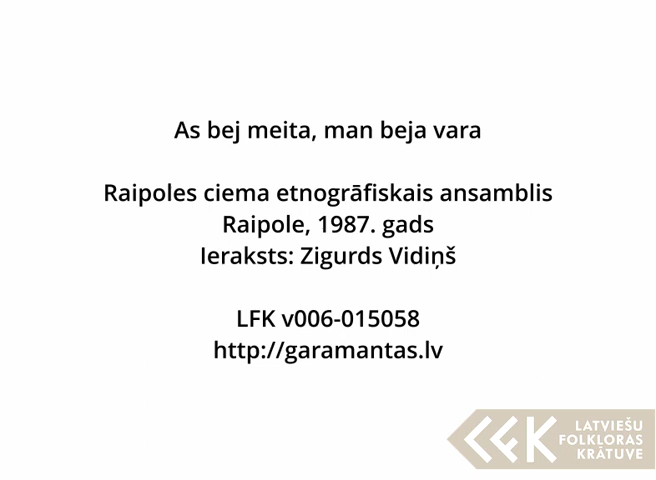 As bej meita, man beja vara
Raipoles ciema etnogrāfiskais ansamblis
Raipole, 1987. gads
Ieraksts: Zigurds Vidiņš
LFK v006-015058
http://garamantas.lv
LFK
LATVIEŠU
FOLKLORAS
KRĀTUVE